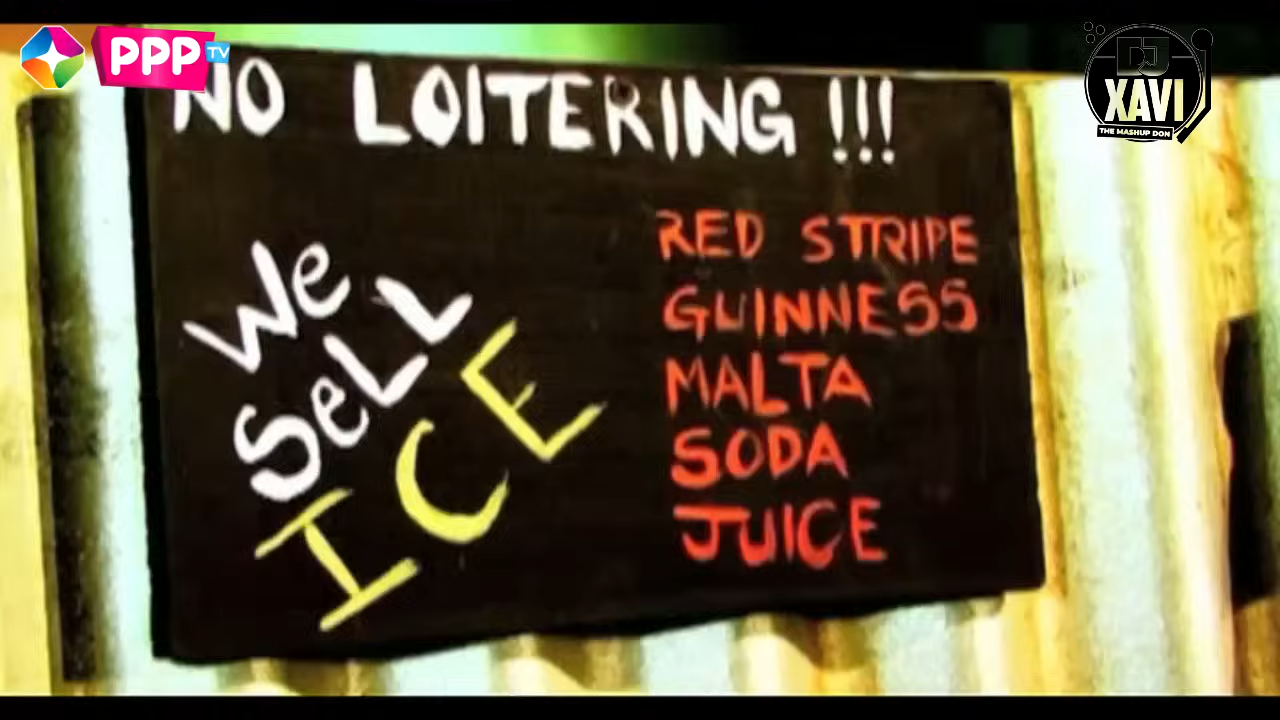 PPP TV
DJ
XAVI
THE MASHUP DON
NO LOITERING !!!
We
SeLL
ICE
RED STRIPE
GUINNESS
MALTA
SODA
JUICE